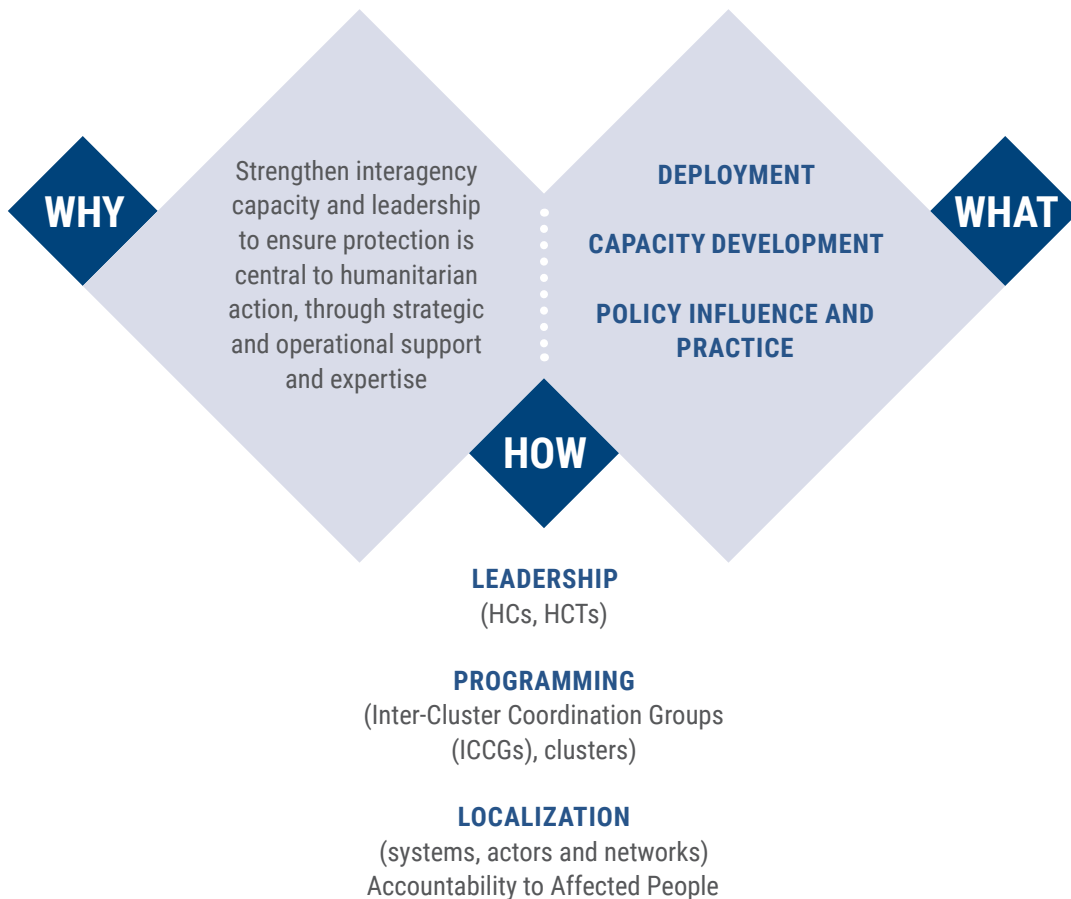 WHY
Strengthen interagency
capacity and leadership
to ensure protection is
central to humanitarian
action, through strategic
and operational support
and expertise
DEPLOYMENT
CAPACITY DEVELOPMENT
POLICY INFLUENCE AND
PRACTICE
WHAT
HOW
LEADERSHIP
(HCs, HCTs)
PROGRAMMING
(Inter-Cluster Coordination Groups
(ICCGs), clusters)
LOCALIZATION
(systems, actors and networks)
Accountability to Affected People